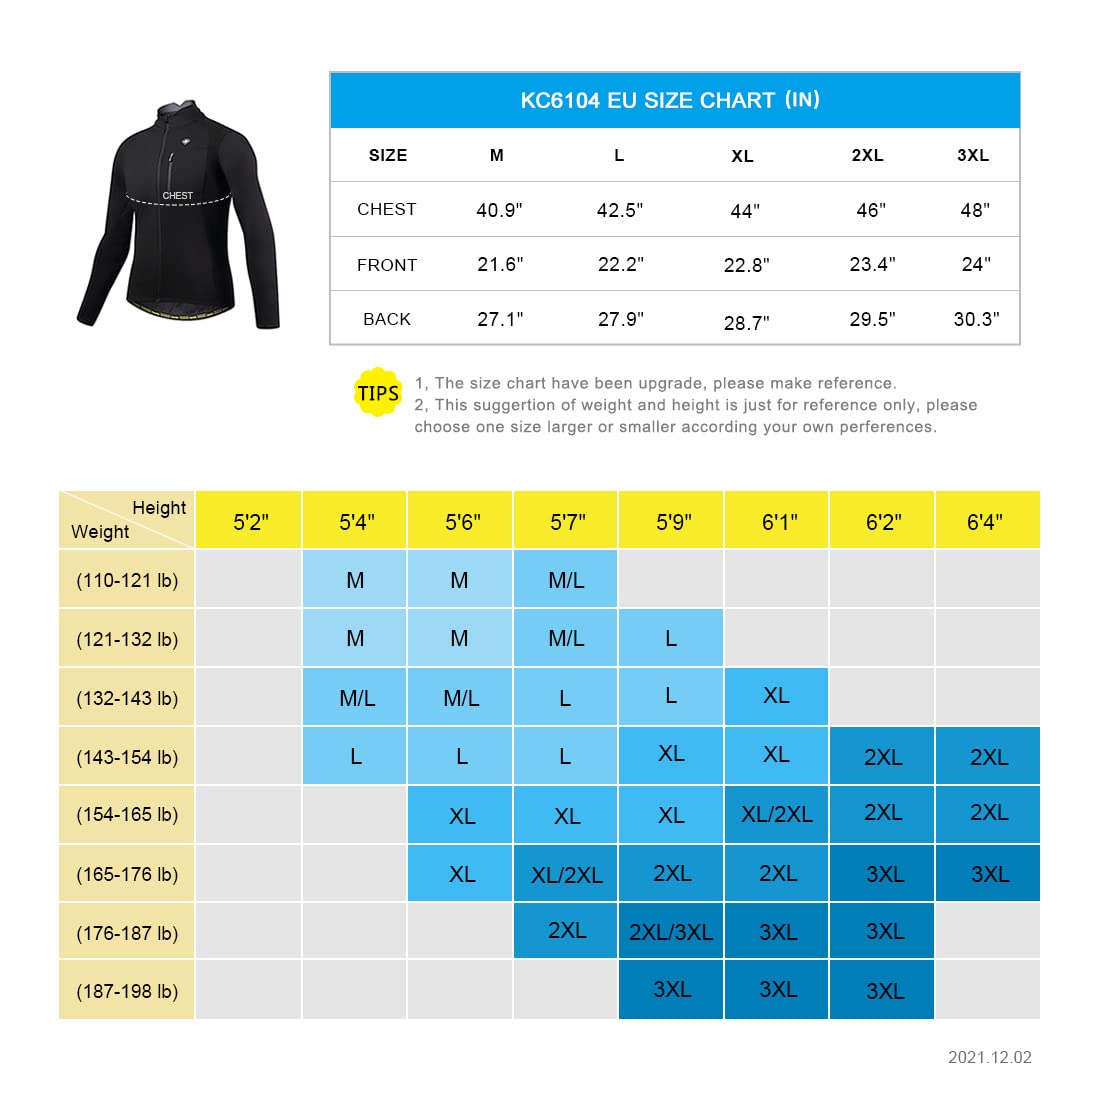 KC6104 EU SIZE CHART (IN)
SIZE M L XL 2XL 3XL
CHEST 40.9" 42.5" 44" 46" 48"
FRONT 21.6" 22.2" 22.8" 23.4" 24"
BACK 27.1" 27.9" 28.7" 29.5" 30.3"
CHEST
TIPS
1, The size chart have been upgrade, please make reference.
2, This suggertion of weight and height is just for reference only, please
choose one size larger or smaller according your own perferences.
Height
Weight
5'2" 5'4" 5'6" 5'7" 5'9" 6'1" 6'2" 6'4"
(110-121 lb) M M M/L
(121-132 lb) M M M/L L
(132-143 lb) M/L M/L L L XL
(143-154 lb) L L L XL XL 2XL 2XL
(154-165 lb) XL XL XL XL/2XL 2XL 2XL
(165-176 lb) XL XL/2XL 2XL 2XL 3XL 3XL
(176-187 lb) 2XL 2XL/3XL 3XL 3XL
(187-198 lb) 3XL 3XL 3XL
2021.12.02